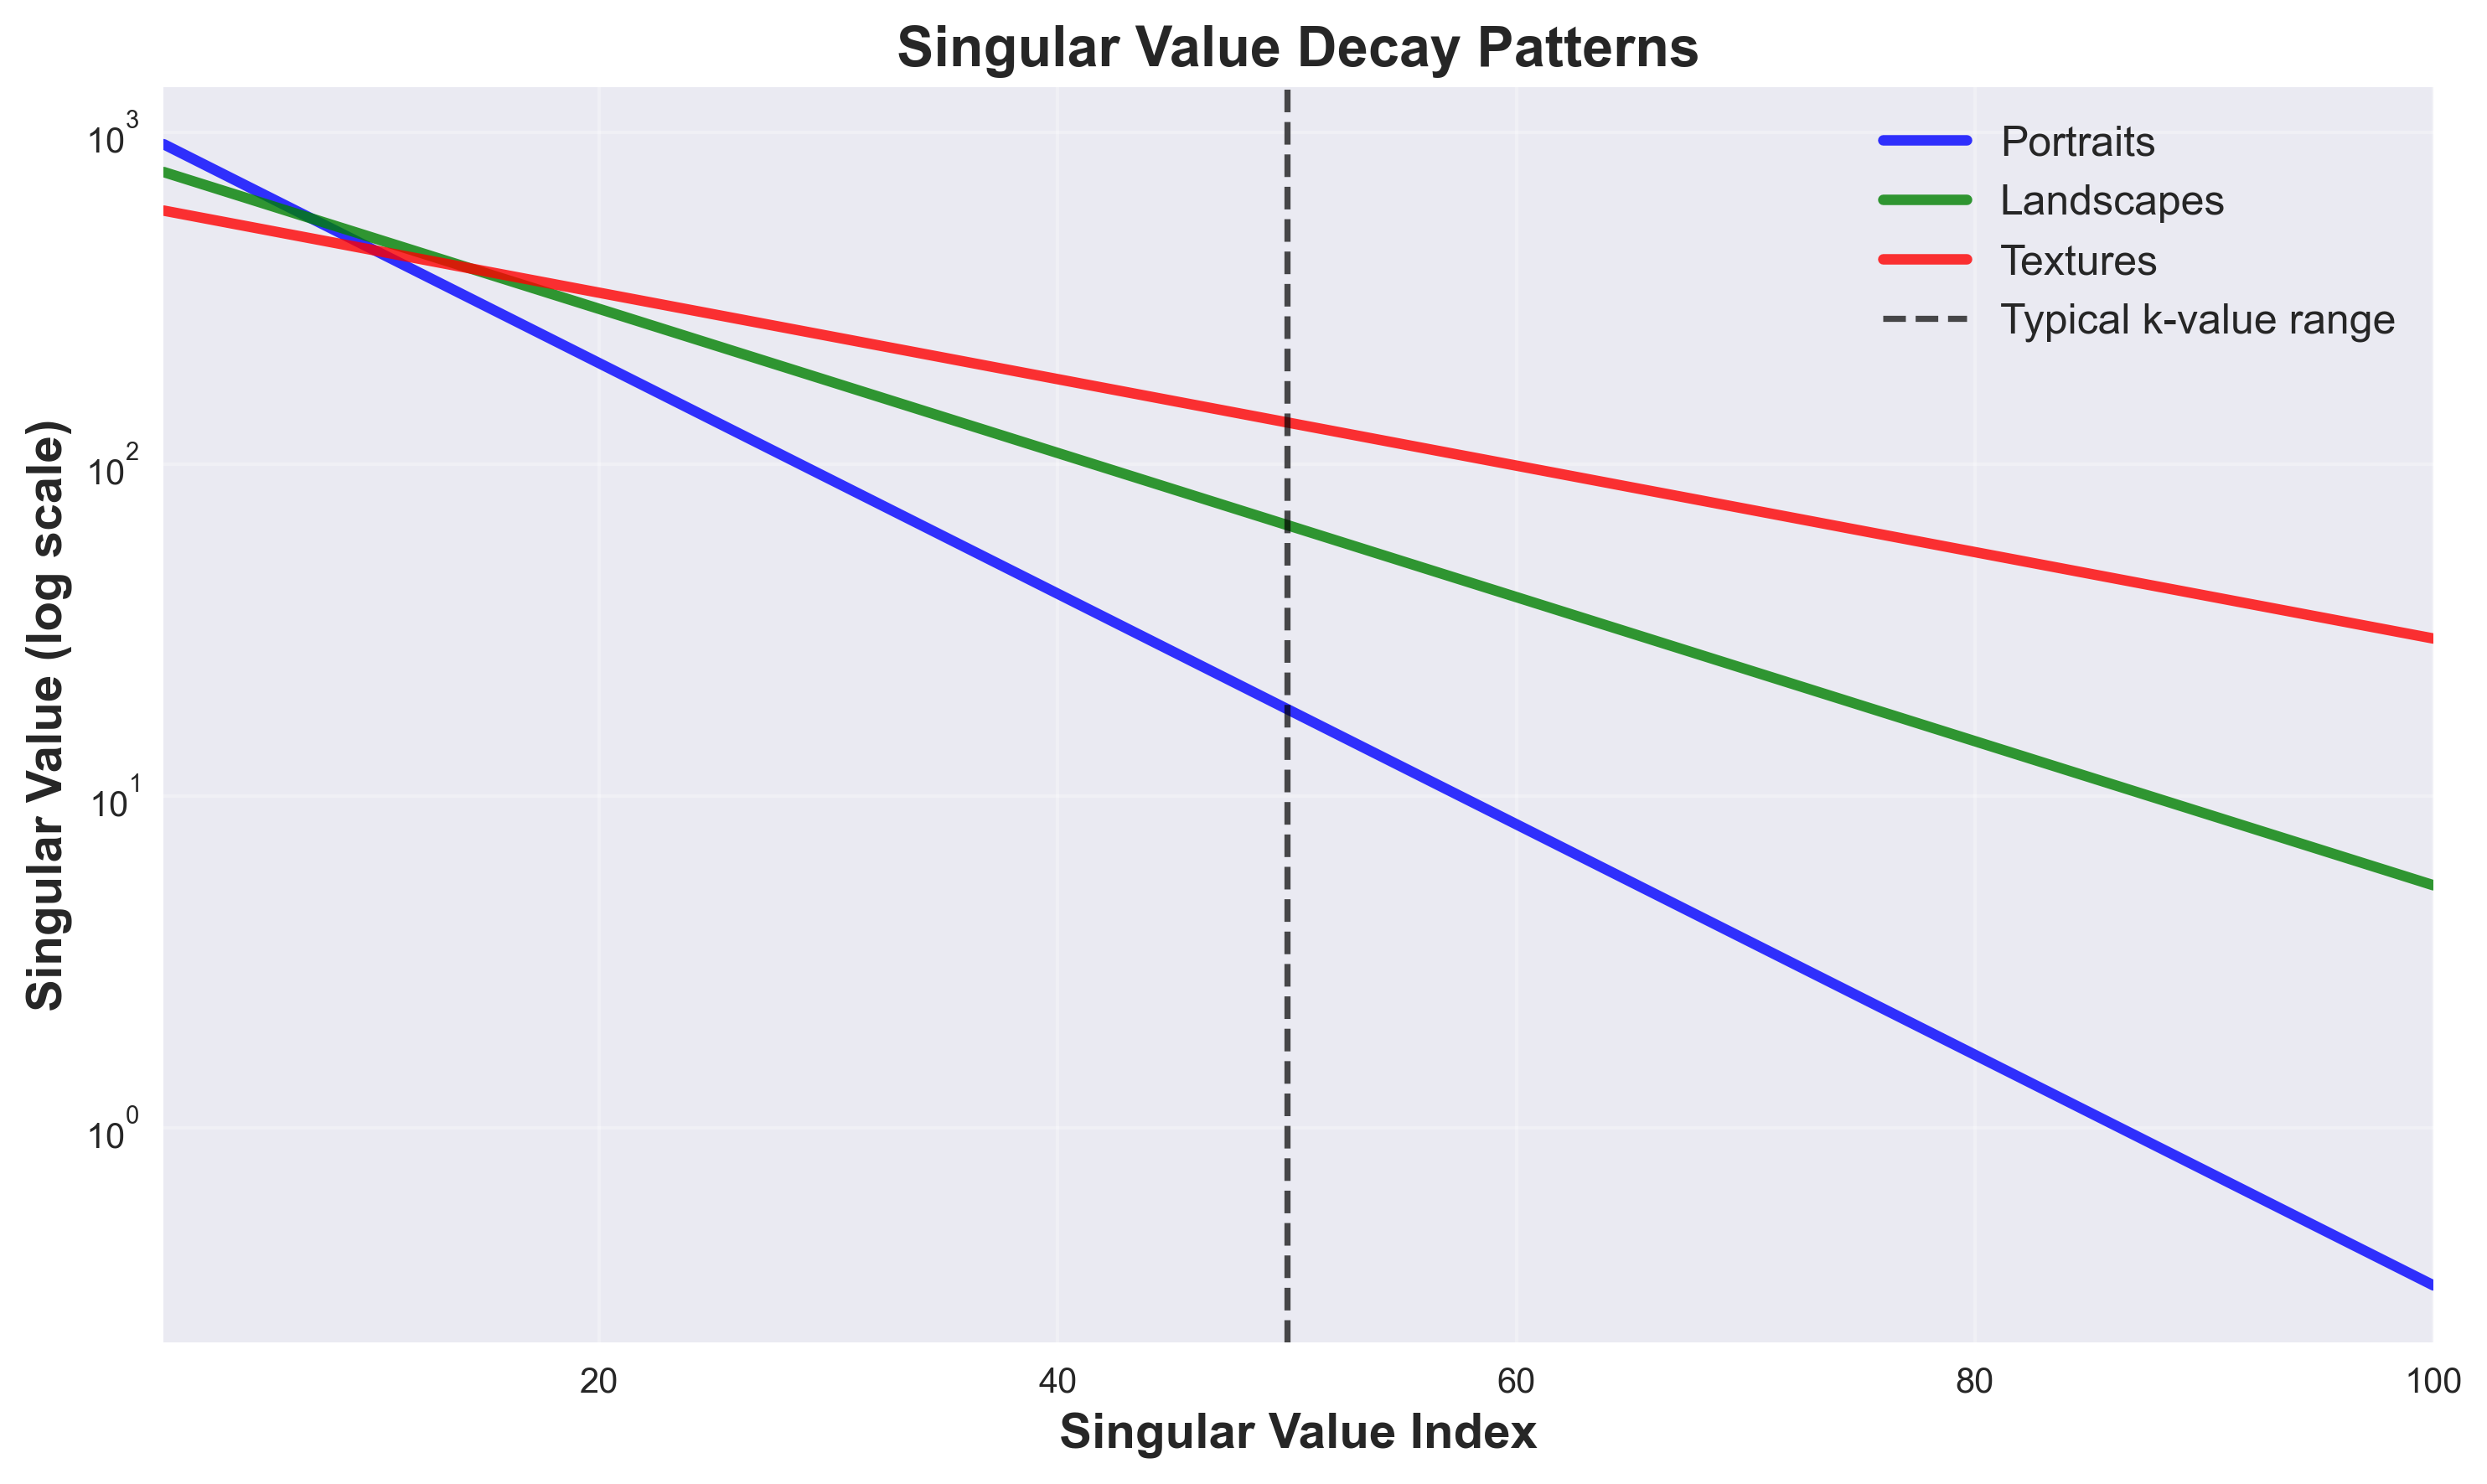 Singular Value Decay Patterns
Portraits
Landscapes
Textures
Typical k-value range
Singular Value (log scale)
10³
10²
10¹
10⁰
20 40 60 80 100
Singular Value Index